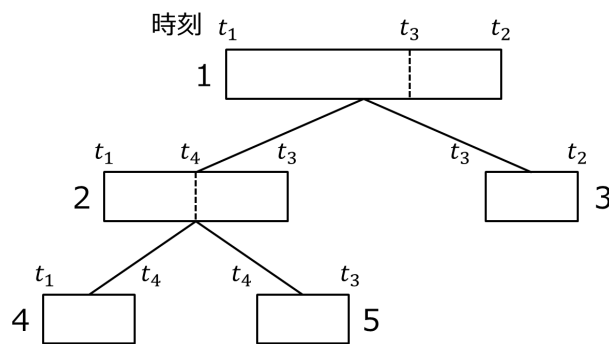 時刻 t₁ t₃ t₂
1
t₁ t₄ t₃ t₃ t₂
2 3
t₁ t₄ t₄ t₃
4 5